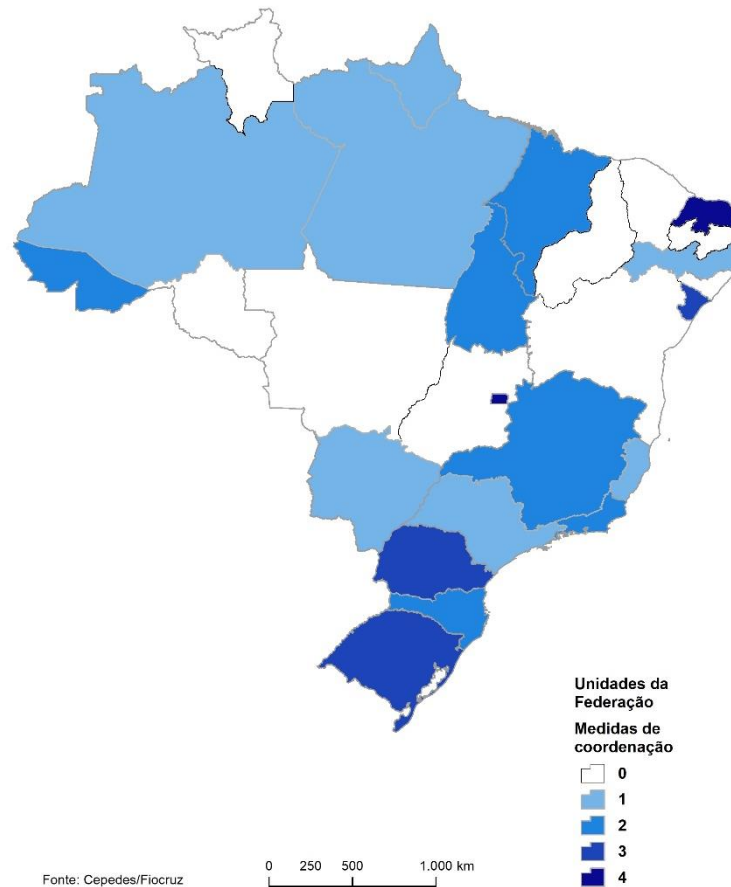 Unidades da
Federação
Medidas de
coordenação
0
1
2
3
4
Fonte: Cepedes/Fiocruz
0 250 500 1.000 km